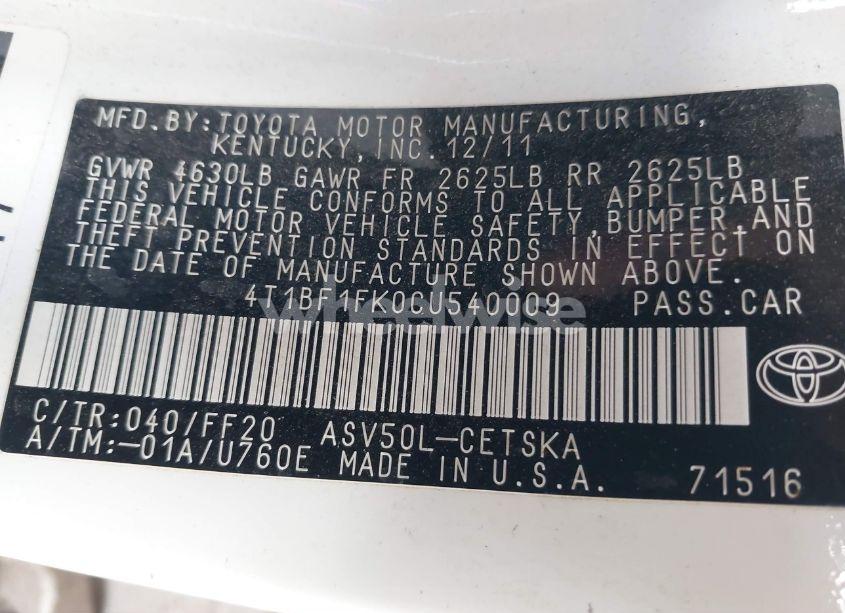 MFD.BY:TOYOTA MOTOR MANUFACTURING,
KENTUCKY,INC.12/11
GVWR 4630LB GAWR FR 2625LB RR 2625LB
THIS VEHICLE CONFORMS TO ALL APPLICABLE
FEDERAL MOTOR VEHICLE SAFETY,BUMPER,AND
THEFT PREVENTION STANDARDS IN EFFECT ON
THE DATE OF MANUFACTURE SHOWN ABOVE.
4T1BF1FK0CU540009 PASS.CAR
wheelwise
C/TR:040/FF20 ASV50L-CETSKA
A/TM:-01A/U760E MADE IN U.S.A. 71516